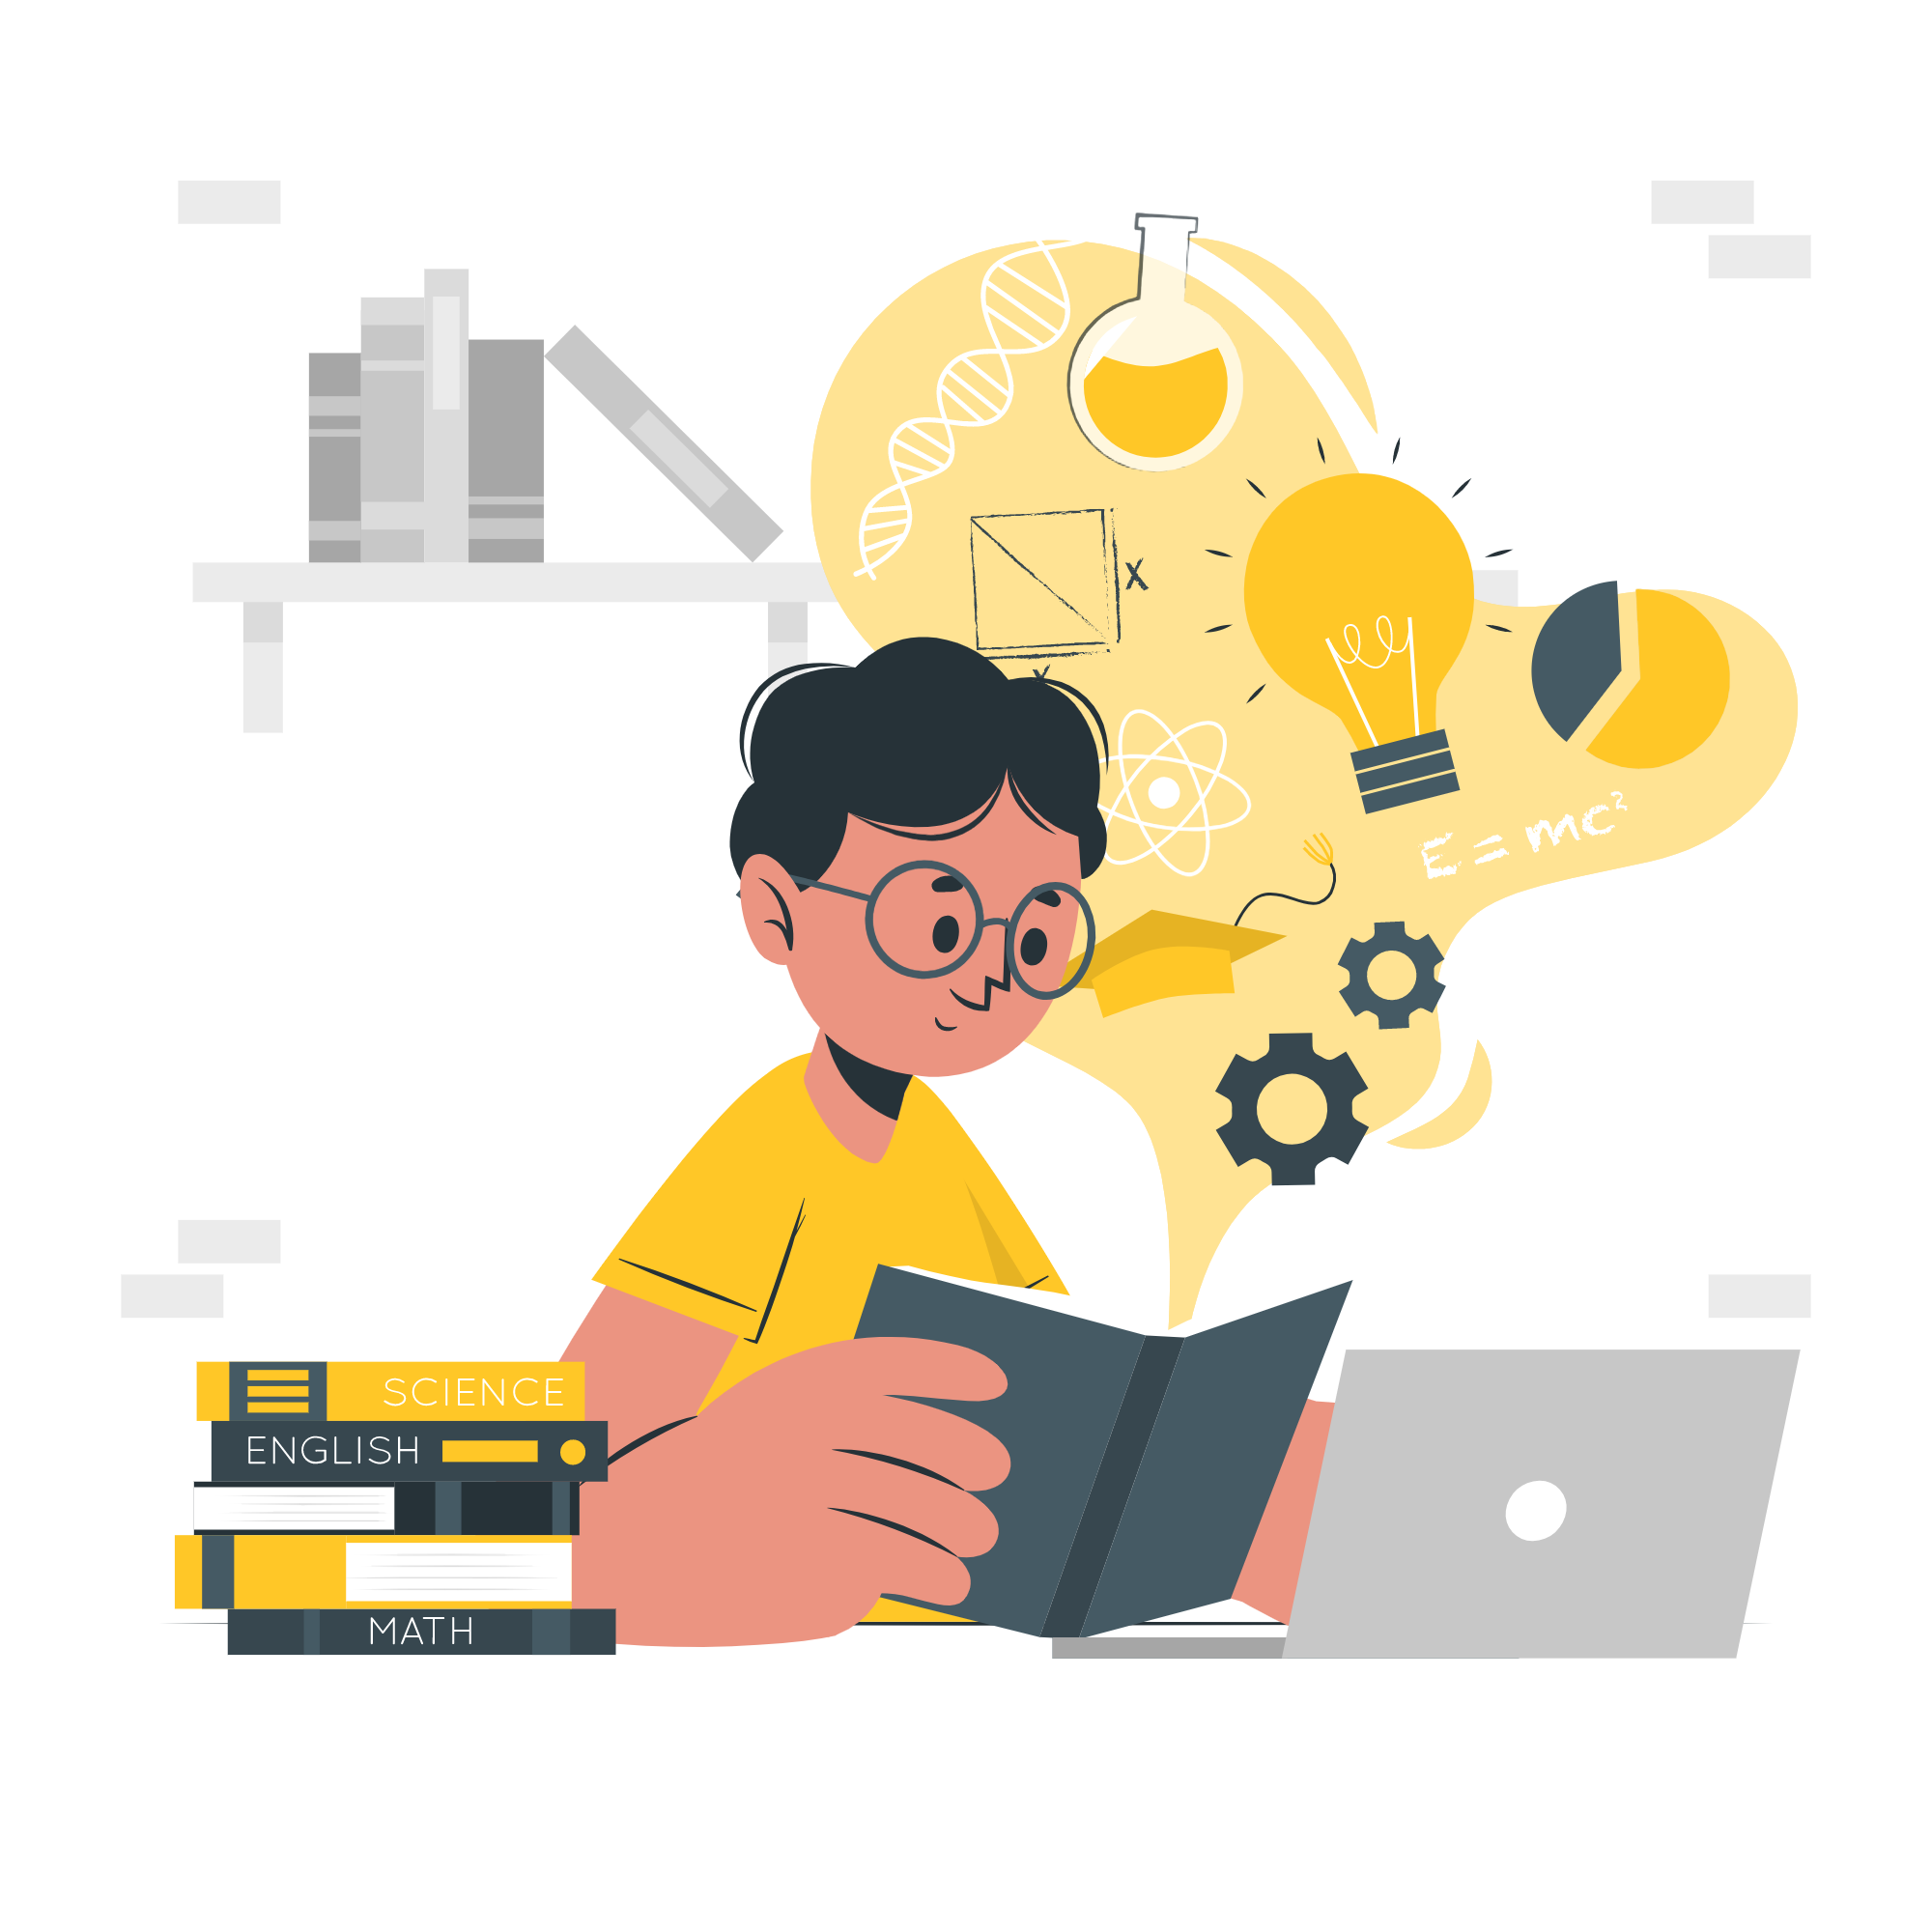 X
X
E = MC²
SCIENCE
ENGLISH
MATH